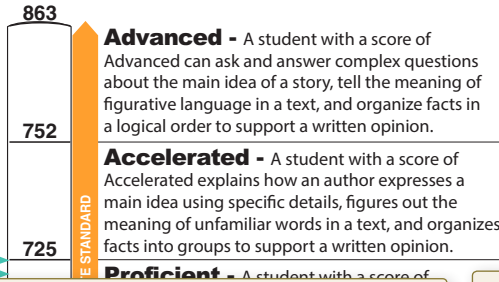 863
Advanced - A student with a score of
Advanced can ask and answer complex questions
about the main idea of a story, tell the meaning of
figurative language in a text, and organize facts in
a logical order to support a written opinion.
752
Accelerated - A student with a score of
Accelerated explains how an author expresses a
main idea using specific details, figures out the
meaning of unfamiliar words in a text, and organizes
facts into groups to support a written opinion.
725
STANDARD
Proficient - A student with a score of